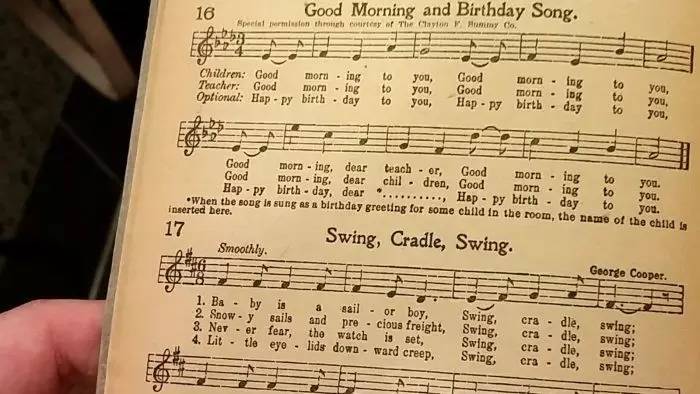 16 Good Morning and Birthday Song.
Special permission through courtesy of The Clayton F. Summy Co.
3
4
Children: Good morn - ing to you, Good morn - ing to you,
Teacher: Good morn - ing to you, Good morn - ing to you,
Optional: Hap - py birth - day to you, Hap - py birth - day to you,
Good morn - ing, dear teach - er, Good morn - ing to you.
Good morn - ing, dear chil - dren, Good morn - ing to you.
Hap - py birth - day, dear *.........., Hap - py birth - day to you.
*When the song is sung as a birthday greeting for some child in the room, the name of the child is
inserted here.
17 Swing, Cradle, Swing.
Smoothly. George Cooper.
6
8
1. Ba - by is a sail - or boy, Swing, cra - dle, swing;
2. Snow - y sails and pre - cious freight, Swing, cra - dle, swing;
3. Nev - er fear, the watch is set, Swing, cra - dle, swing;
4. Lit - tle eye - lids down - ward creep, Swing, cra - dle, swing;